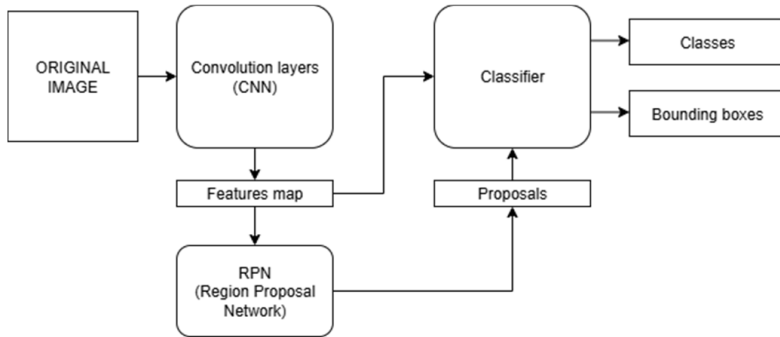 ORIGINAL
IMAGE
Convolution layers
(CNN)
Classifier
Classes
Bounding boxes
Features map
Proposals
RPN
(Region Proposal
Network)